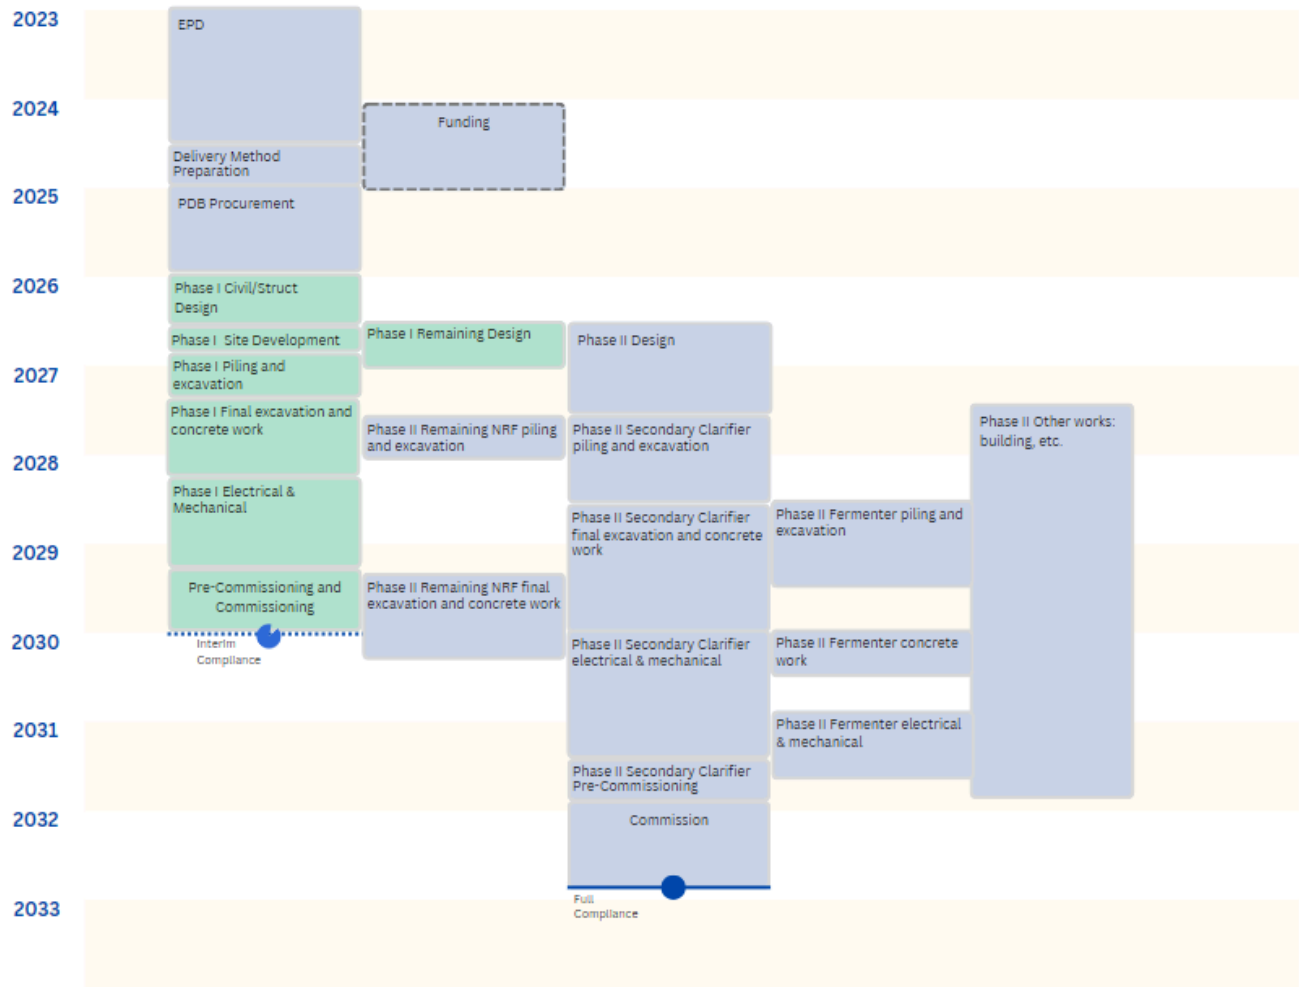 2023
EPD
2024
Funding
Delivery Method
Preparation
2025
PDB Procurement
2026
Phase I Civil/Struct
Design
Phase I Site Development
Phase I Remaining Design
Phase II Design
2027
Phase I Piling and
excavation
Phase I Final excavation and
concrete work
Phase II Remaining NRF piling
and excavation
Phase II Secondary Clarifier
piling and excavation
Phase II Other works:
building, etc.
2028
Phase I Electrical &
Mechanical
Phase II Secondary Clarifier
final excavation and concrete
work
Phase II Fermenter piling and
excavation
2029
Pre-Commissioning and
Commissioning
Phase II Remaining NRF final
excavation and concrete work
2030
Interim
Compliance
Phase II Secondary Clarifier
electrical & mechanical
Phase II Fermenter concrete
work
2031
Phase II Fermenter electrical
& mechanical
Phase II Secondary Clarifier
Pre-Commissioning
2032
Commission
2033
Full
Compliance